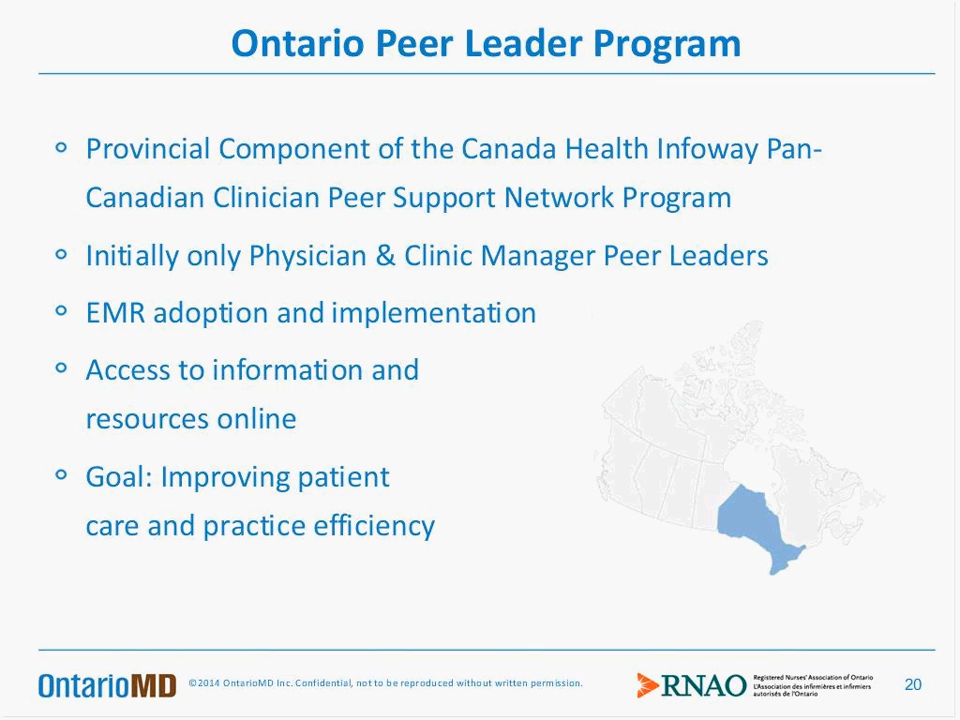 Ontario Peer Leader Program
Provincial Component of the Canada Health Infoway Pan-
Canadian Clinician Peer Support Network Program
Initially only Physician & Clinic Manager Peer Leaders
EMR adoption and implementation
Access to information and
resources online
Goal: Improving patient
care and practice efficiency
OntarioMD
©2014 OntarioMD Inc. Confidential, not to be reproduced without written permission.
RNAO
Registered Nurses' Association of Ontario
L'Association des infirmières et infirmiers
autorisés de l'Ontario
20